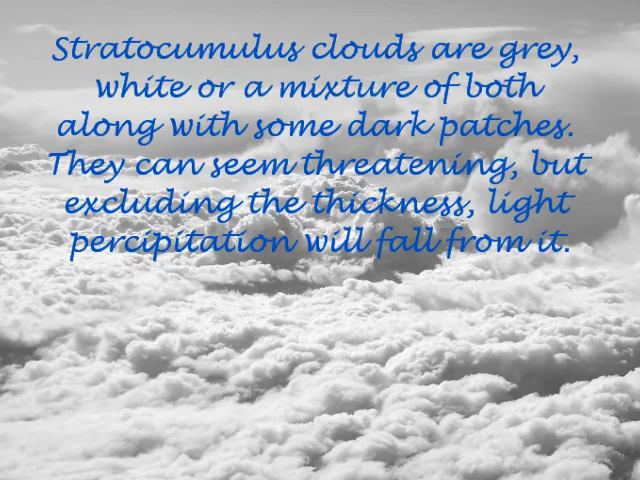 Stratocumulus clouds are grey,
white or a mixture of both
along with some dark patches.
They can seem threatening, but
excluding the thickness, light
percipitation will fall from it.